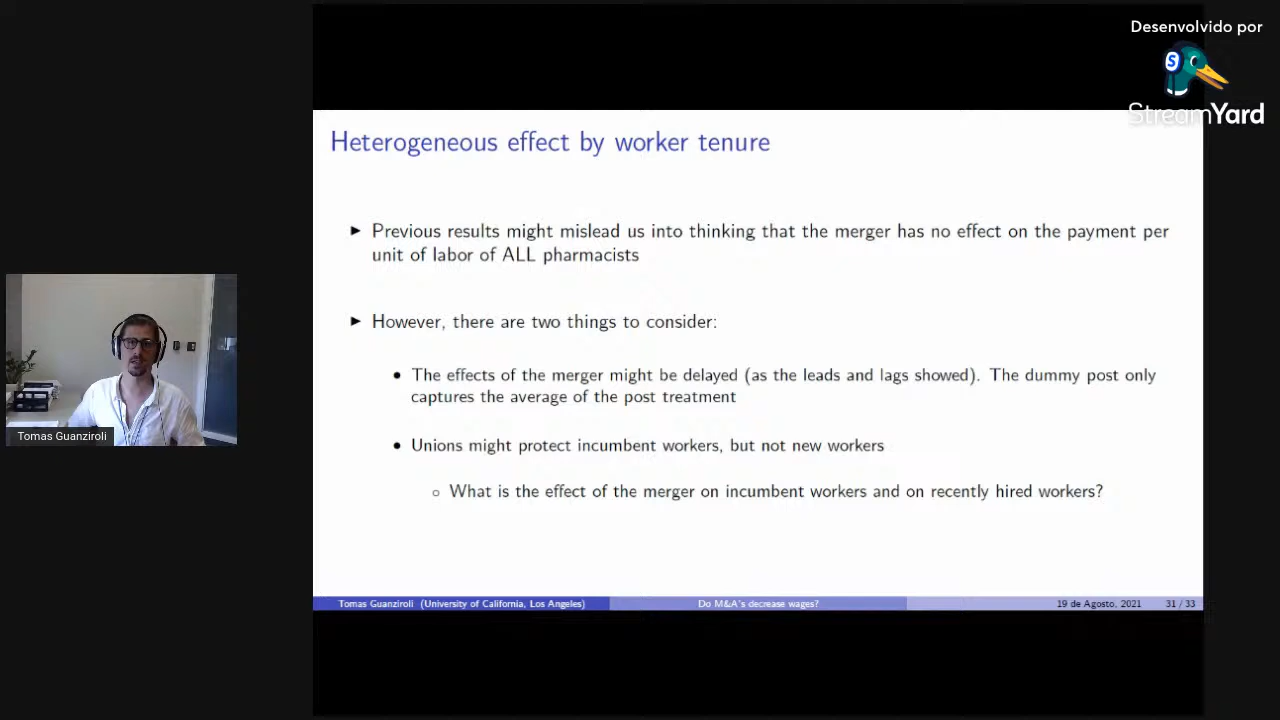 Desenvolvido por
StreamYard
Heterogeneous effect by worker tenure
Previous results might mislead us into thinking that the merger has no effect on the payment per
unit of labor of ALL pharmacists
However, there are two things to consider:
The effects of the merger might be delayed (as the leads and lags showed). The dummy post only
captures the average of the post treatment
Unions might protect incumbent workers, but not new workers
What is the effect of the merger on incumbent workers and on recently hired workers?
Tomas Guanziroli
Tomas Guanziroli (University of California, Los Angeles)
Do M&A's decrease wages?
19 de Agosto, 2021
31 / 33